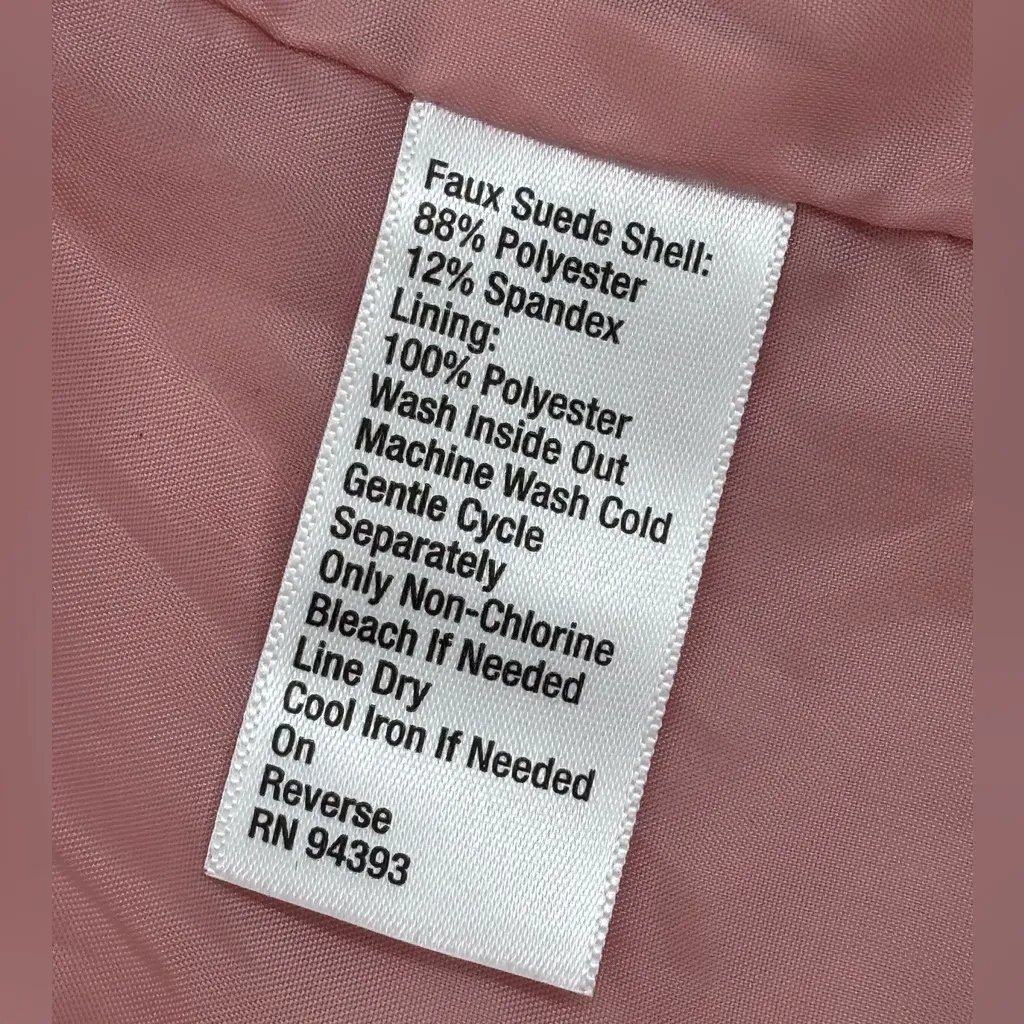 Faux Suede Shell:
88% Polyester
12% Spandex
Lining:
100% Polyester
Wash Inside Out
Machine Wash Cold
Gentle Cycle
Separately
Only Non-Chlorine
Bleach If Needed
Line Dry
Cool Iron If Needed
On
Reverse
RN 94393